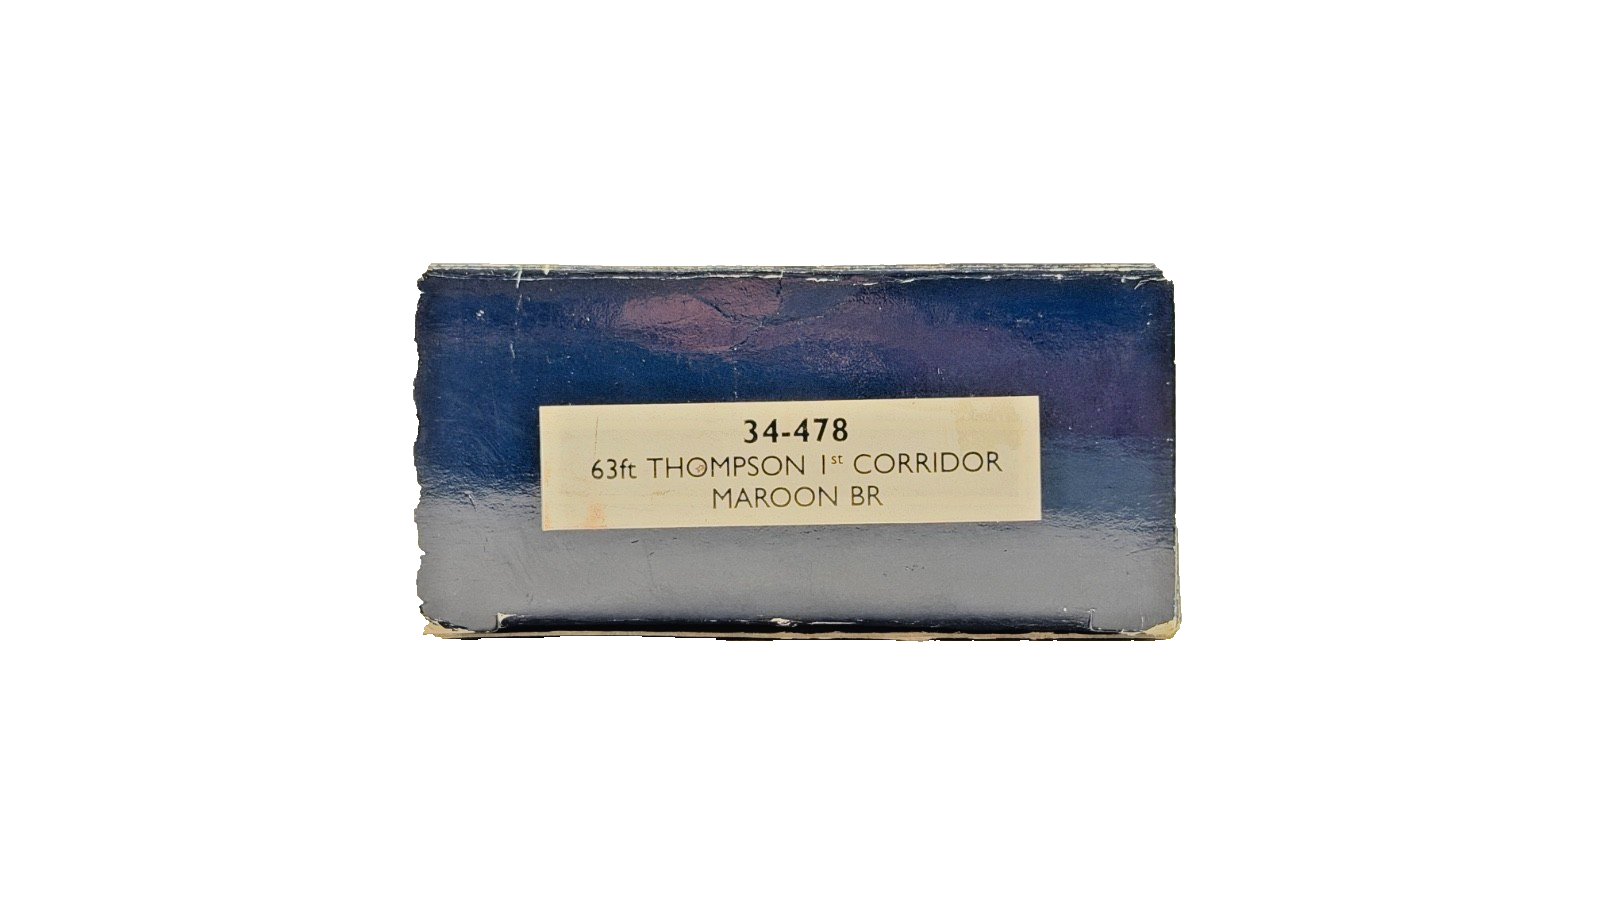 34-478
63ft THOMPSON 1st CORRIDOR
MAROON BR